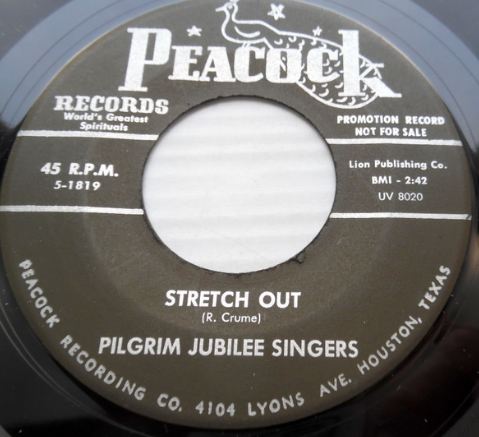 PEACOCK
RECORDS
World's Greatest
Spirituals
PROMOTION RECORD
NOT FOR SALE
45 R.P.M.
5-1819
Lion Publishing Co.
BMI - 2:42
UV 8020
STRETCH OUT
(R. Crume)
PILGRIM JUBILEE SINGERS
PEACOCK RECORDING CO. 4104 LYONS AVE. HOUSTON, TEXAS